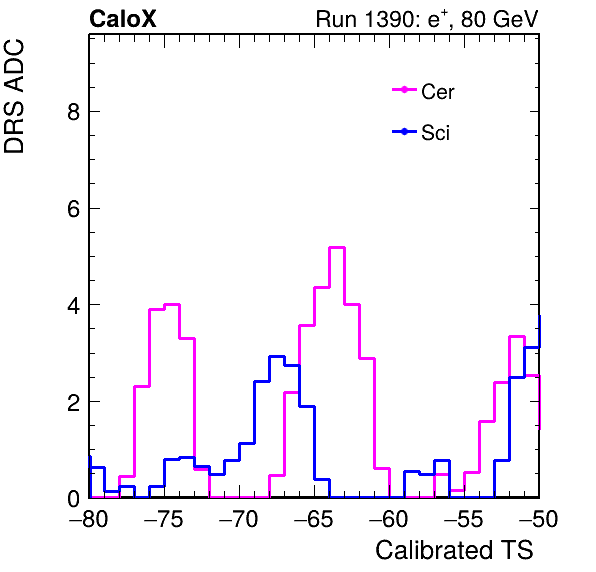 CaloX Run 1390: e⁺, 80 GeV
DRS ADC
Cer
Sci
8
6
4
2
0
−80 −75 −70 −65 −60 −55 −50
Calibrated TS